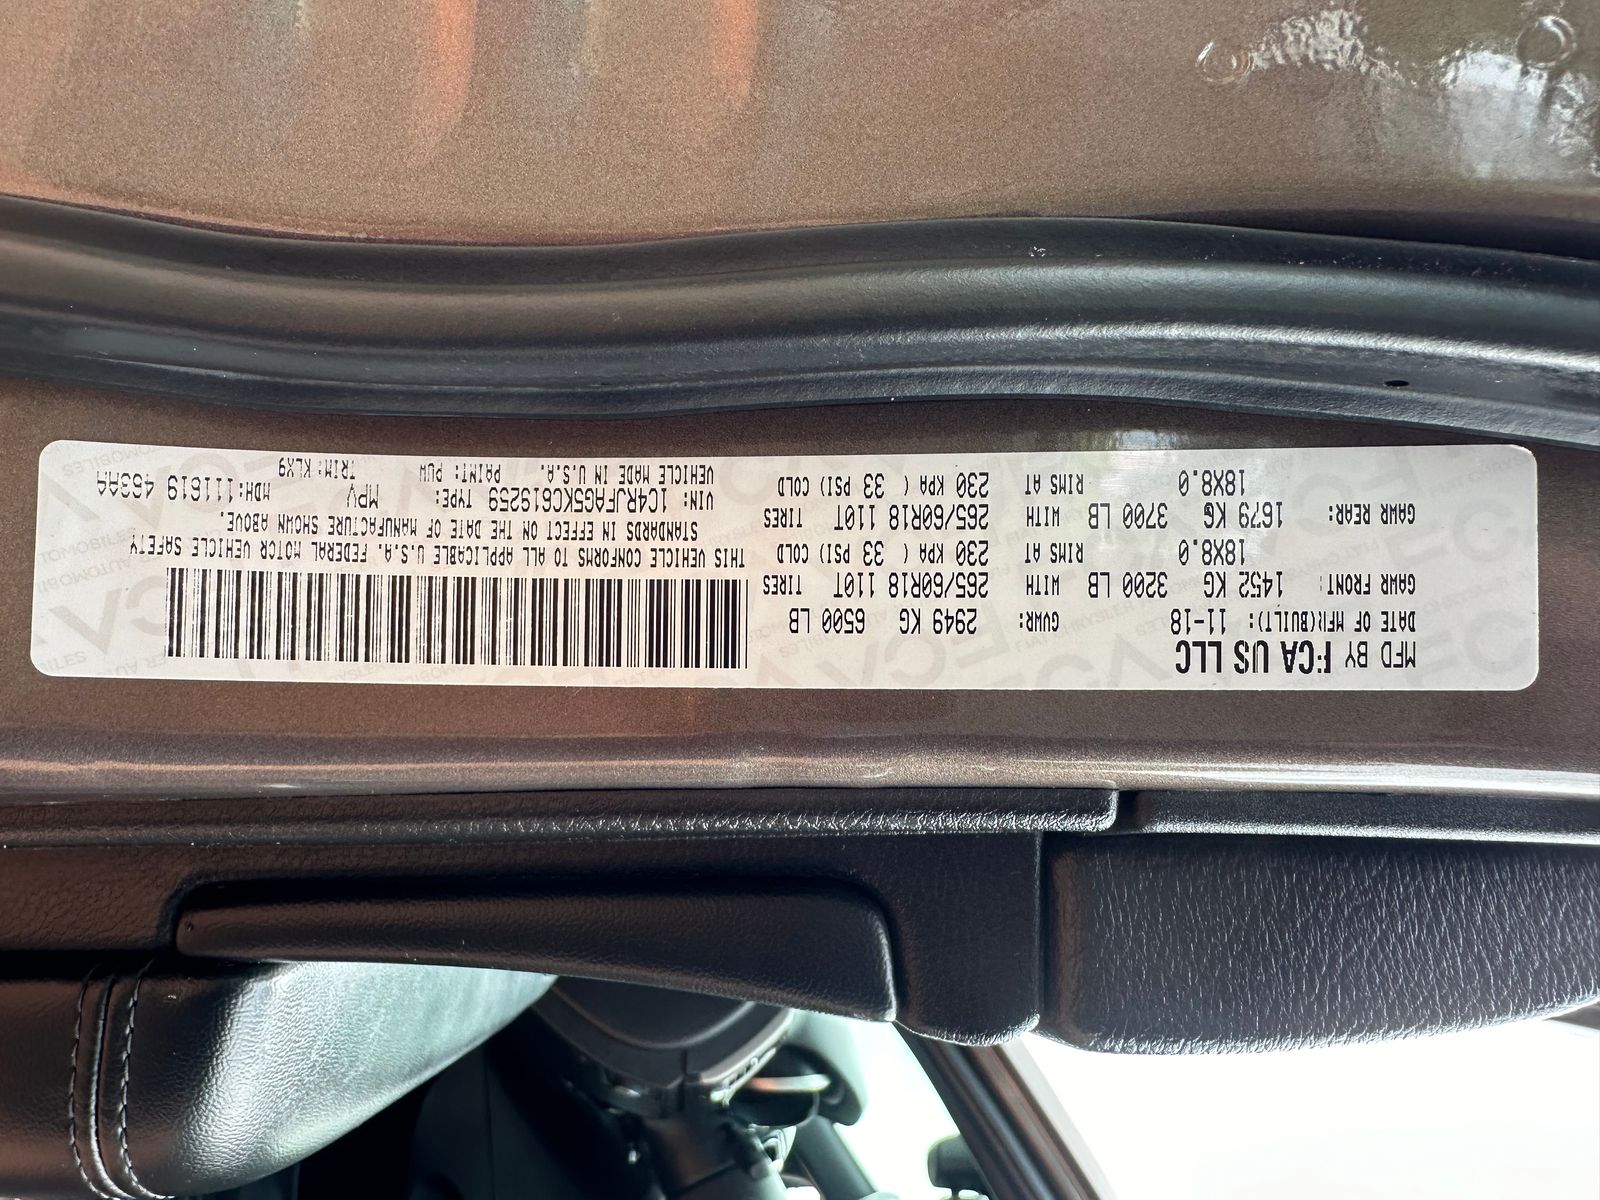 MFD BY FCA US LLC
DATE OF MFR(BUILT): 11-18 GVWR: 2949 KG 6500 LB
GAWR FRONT: 1452 KG 3200 LB WITH 265/60R18 110T TIRES
18X8.0 RIMS AT 230 KPA ( 33 PSI) COLD
GAWR REAR: 1679 KG 3700 LB WITH 265/60R18 110T TIRES
18X8.0 RIMS AT 230 KPA ( 33 PSI) COLD
THIS VEHICLE CONFORMS TO ALL APPLICABLE U.S.A. FEDERAL MOTOR VEHICLE SAFETY
STANDARDS IN EFFECT ON THE DATE OF MANUFACTURE SHOWN ABOVE.
VIN: 1C4RJFAG5KC619259 TYPE: MPV MDH: 111619 463AA
VEHICLE MADE IN U.S.A. PAINT: PUW TRIM: KLX9